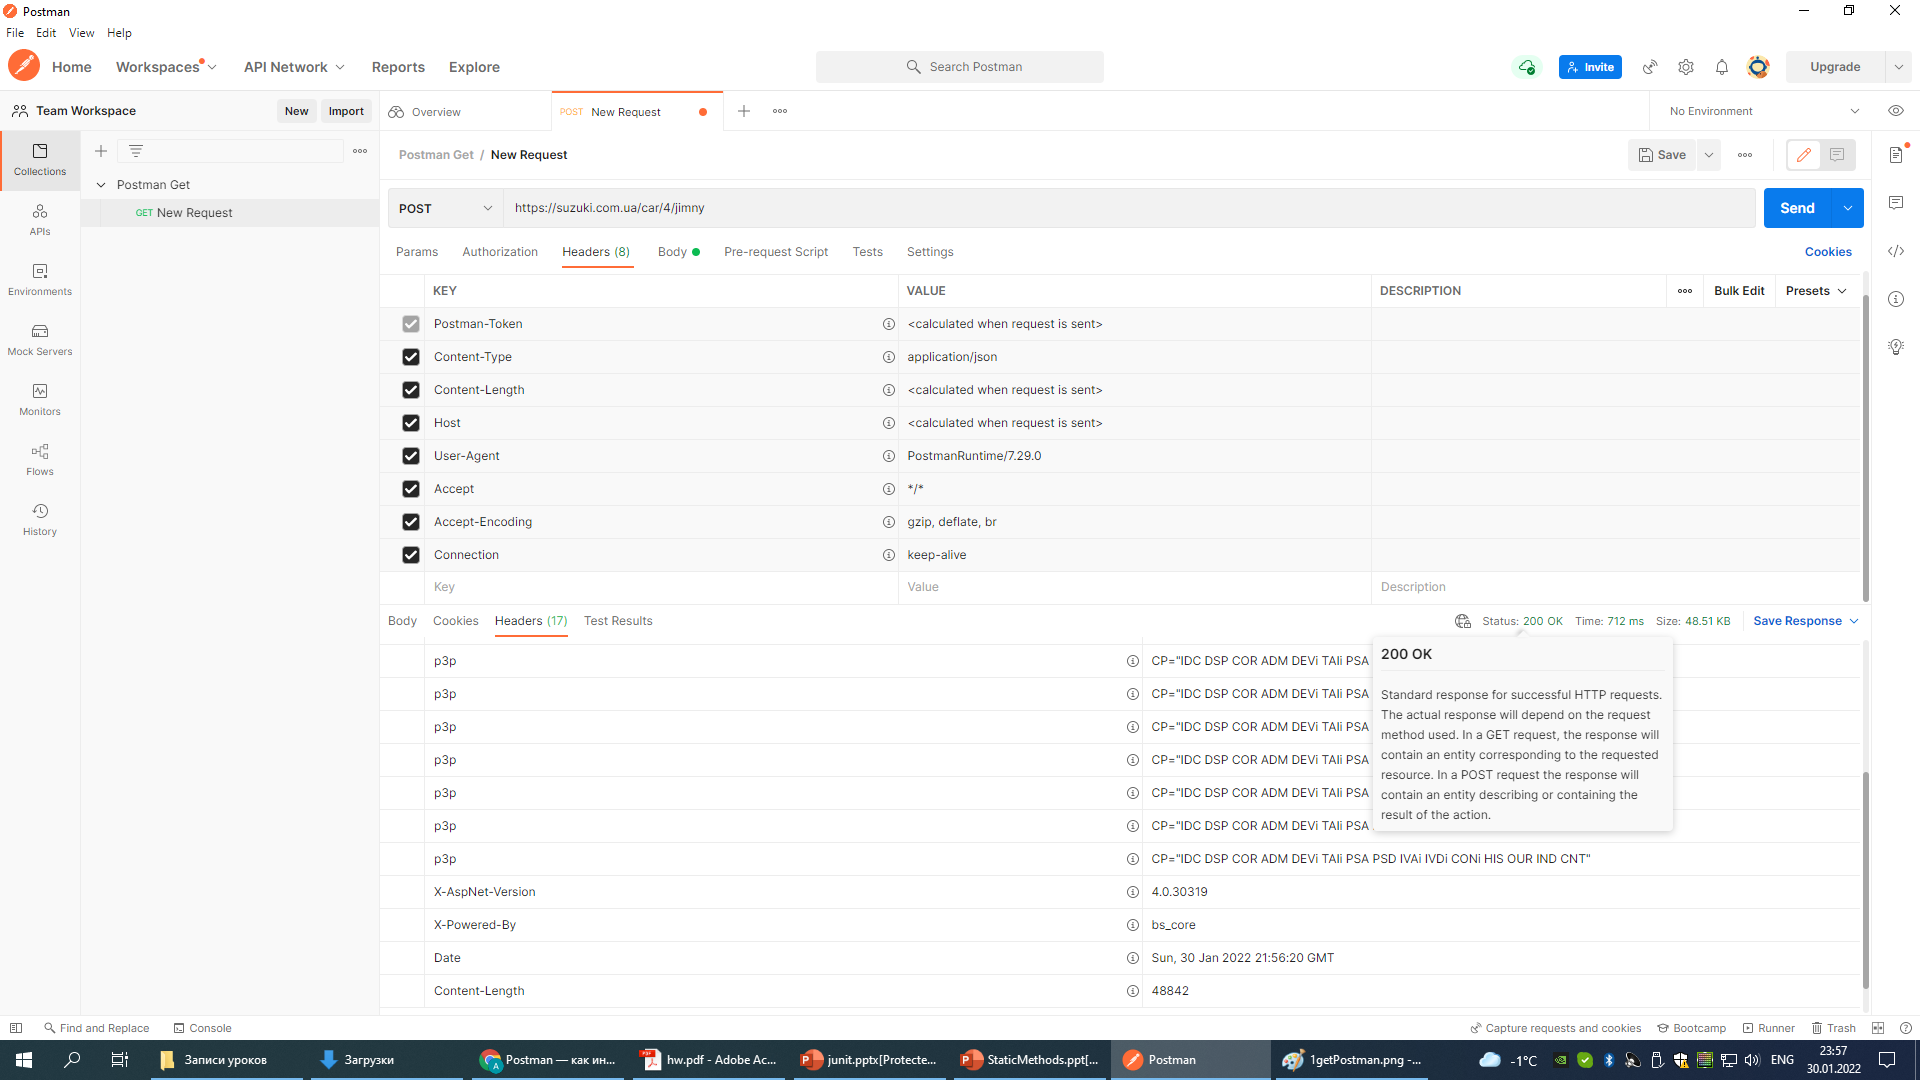 Postman
File Edit View Help
Home Workspaces API Network Reports Explore
Search Postman
Invite
Upgrade
Team Workspace New Import
Overview
POST New Request
No Environment
Collections
Postman Get
GET New Request
APIs
Environments
Mock Servers
Monitors
Flows
History
Postman Get / New Request
Save
POST https://suzuki.com.ua/car/4/jimny Send
Params Authorization Headers (8) Body Pre-request Script Tests Settings Cookies
KEY VALUE DESCRIPTION Bulk Edit Presets
Postman-Token <calculated when request is sent>
Content-Type application/json
Content-Length <calculated when request is sent>
Host <calculated when request is sent>
User-Agent PostmanRuntime/7.29.0
Accept */*
Accept-Encoding gzip, deflate, br
Connection keep-alive
Key Value Description
Body Cookies Headers (17) Test Results Status: 200 OK Time: 712 ms Size: 48.51 KB Save Response
p3p CP="IDC DSP COR ADM DEVi TAIi PSA
p3p CP="IDC DSP COR ADM DEVi TAIi PSA
p3p CP="IDC DSP COR ADM DEVi TAIi PSA
p3p CP="IDC DSP COR ADM DEVi TAIi PSA
p3p CP="IDC DSP COR ADM DEVi TAIi PSA
p3p CP="IDC DSP COR ADM DEVi TAIi PSA
p3p CP="IDC DSP COR ADM DEVi TAIi PSA PSD IVAi IVDi CONi HIS OUR IND CNT"
X-AspNet-Version 4.0.30319
X-Powered-By bs_core
Date Sun, 30 Jan 2022 21:56:20 GMT
Content-Length 48842
200 OK
Standard response for successful HTTP requests.
The actual response will depend on the request
method used. In a GET request, the response will
contain an entity corresponding to the requested
resource. In a POST request the response will
contain an entity describing or containing the
result of the action.
Find and Replace Console
Capture requests and cookies Bootcamp Runner Trash
Записи уроков
Загрузки
Postman — как ин...
hw.pdf - Adobe Ac...
junit.pptx[Protecte...
StaticMethods.ppt[...
Postman
1getPostman.png -...
-1°C
ENG
23:57
30.01.2022